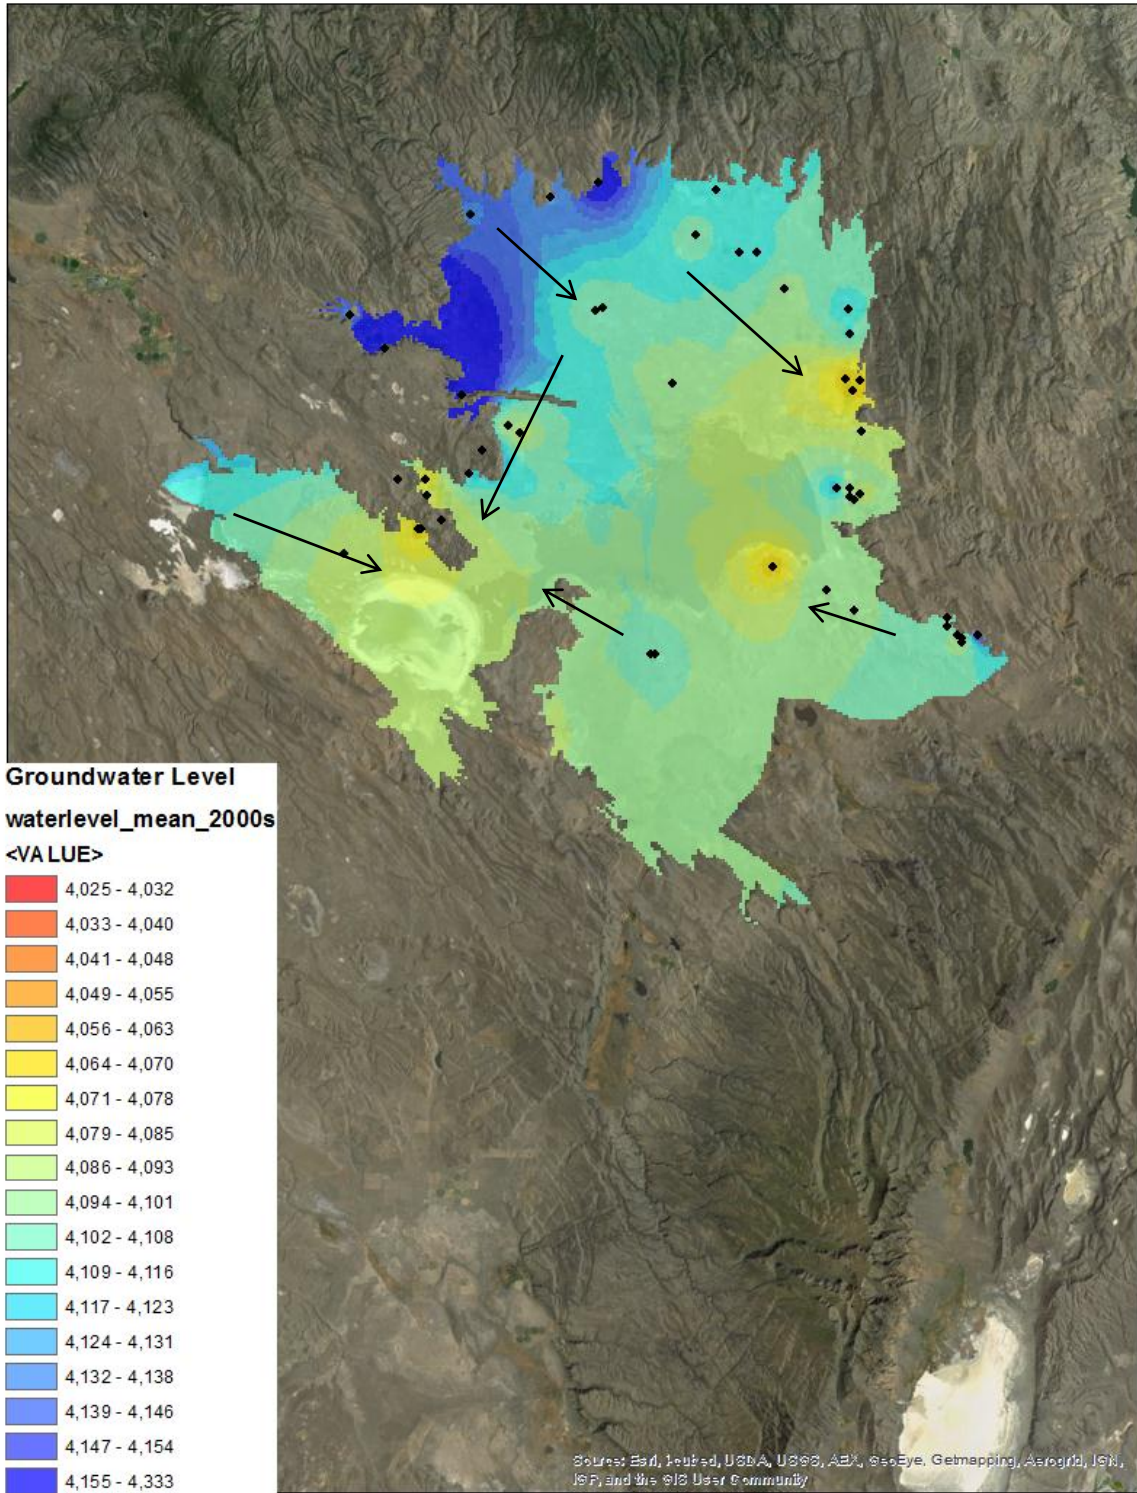 Groundwater Level
waterlevel_mean_2000s
<VALUE>
4,025 - 4,032
4,033 - 4,040
4,041 - 4,048
4,049 - 4,055
4,056 - 4,063
4,064 - 4,070
4,071 - 4,078
4,079 - 4,085
4,086 - 4,093
4,094 - 4,101
4,102 - 4,108
4,109 - 4,116
4,117 - 4,123
4,124 - 4,131
4,132 - 4,138
4,139 - 4,146
4,147 - 4,154
4,155 - 4,333
Source: Esri, i-cubed, USDA, USGS, AEX, GeoEye, Getmapping, Aerogrid, IGN,
IGP, and the GIS User Community